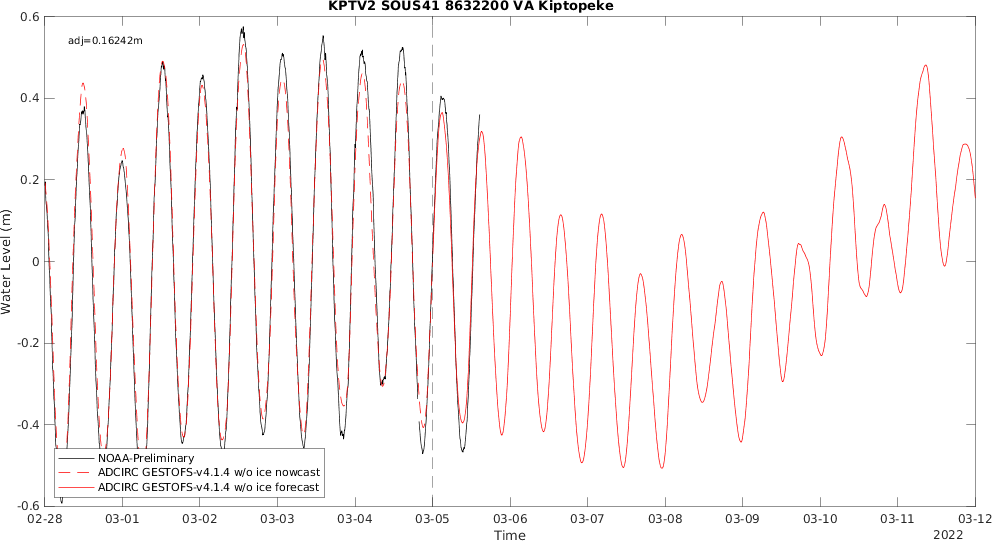 KPTV2 SOUS41 8632200 VA Kiptopeke
adj=0.16242m
0.6
0.4
0.2
0
-0.2
-0.4
-0.6
Water Level (m)
NOAA-Preliminary
ADCIRC GESTOFS-v4.1.4 w/o ice nowcast
ADCIRC GESTOFS-v4.1.4 w/o ice forecast
02-28 03-01 03-02 03-03 03-04 03-05 03-06 03-07 03-08 03-09 03-10 03-11 03-12
Time
2022